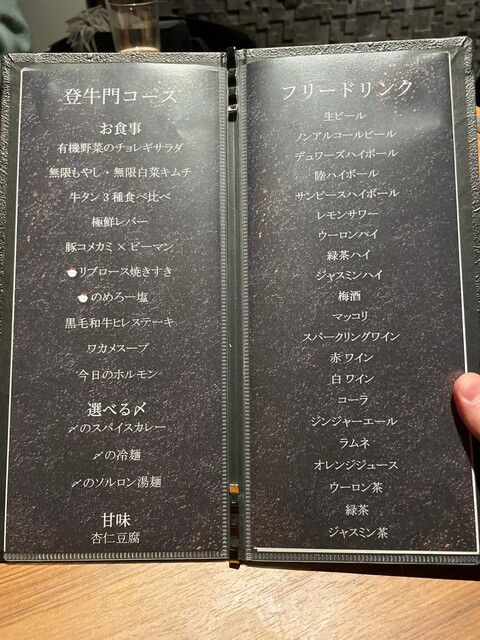 登牛門コース
お食事
有機野菜のチョレギサラダ
無限もやし・無限白菜キムチ
牛タン3種食べ比べ
極鮮レバー
豚コメカミ×ピーマン
リブロース焼きすき
のめろー塩
黒毛和牛ヒレステーキ
ワカメスープ
今日のホルモン
選べる〆
〆のスパイスカレー
〆の冷麺
〆のソルロン湯麺
甘味
杏仁豆腐
フリードリンク
生ビール
ノンアルコールビール
デュワーズハイボール
陸ハイボール
サンピースハイボール
レモンサワー
ウーロンハイ
緑茶ハイ
ジャスミンハイ
梅酒
マッコリ
スパークリングワイン
赤ワイン
白ワイン
コーラ
ジンジャーエール
ラムネ
オレンジジュース
ウーロン茶
緑茶
ジャスミン茶